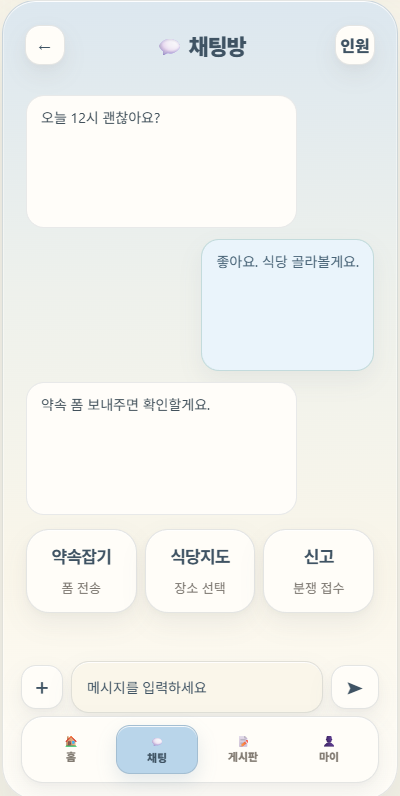 ←
채팅방
인원
오늘 12시 괜찮아요?
좋아요. 식당 골라볼게요.
약속 폼 보내주면 확인할게요.
약속잡기
폼 전송
식당지도
장소 선택
신고
분쟁 접수
+
메시지를 입력하세요
➤
홈
채팅
게시판
마이